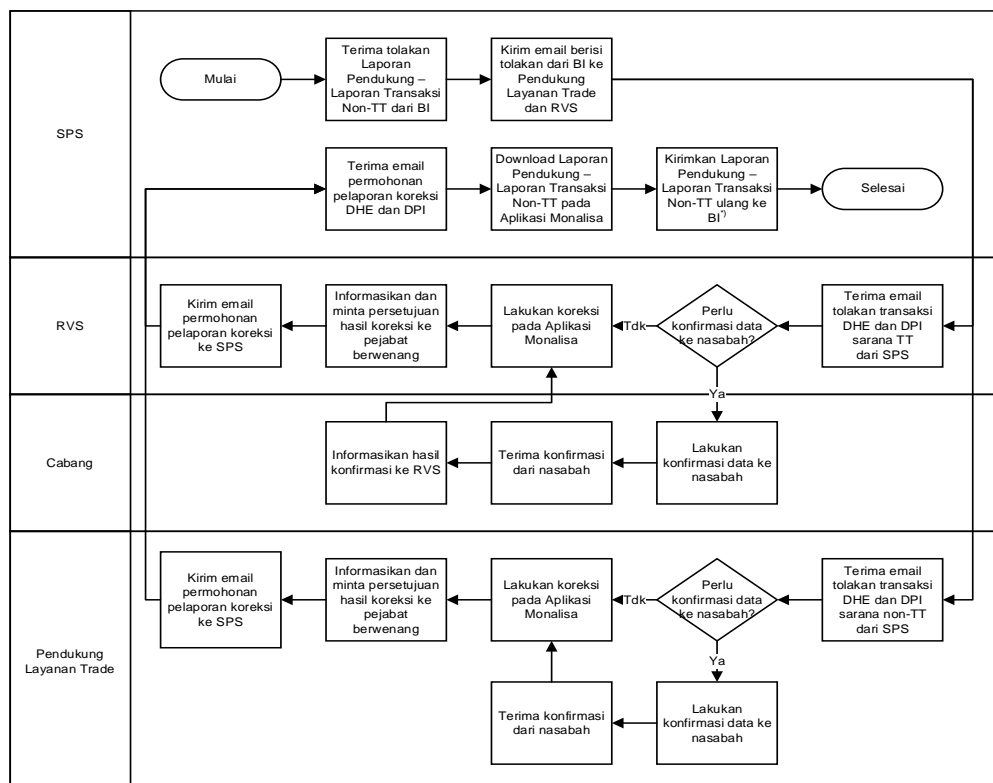 SPS
Mulai
Terima tolakan
Laporan
Pendukung –
Laporan Transaksi
Non-TT dari BI
Kirim email berisi
tolakan dari BI ke
Pendukung
Layanan Trade
dan RVS
Terima email
permohonan
pelaporan koreksi
DHE dan DPI
Download Laporan
Pendukung –
Laporan Transaksi
Non-TT pada
Aplikasi Monalisa
Kirimkan Laporan
Pendukung –
Laporan Transaksi
Non-TT ulang ke
BI*)
Selesai
RVS
Kirim email
permohonan
pelaporan koreksi
ke SPS
Informasikan dan
minta persetujuan
hasil koreksi ke
pejabat
berwenang
Lakukan koreksi
pada Aplikasi
Monalisa
Tdk
Perlu
konfirmasi data
ke nasabah?
Ya
Terima email
tolakan transaksi
DHE dan DPI
sarana TT
dari SPS
Cabang
Informasikan hasil
konfirmasi ke RVS
Terima konfirmasi
dari nasabah
Lakukan
konfirmasi data ke
nasabah
Pendukung
Layanan Trade
Kirim email
permohonan
pelaporan koreksi
ke SPS
Informasikan dan
minta persetujuan
hasil koreksi ke
pejabat
berwenang
Lakukan koreksi
pada Aplikasi
Monalisa
Tdk
Perlu
konfirmasi data
ke nasabah?
Ya
Terima email
tolakan transaksi
DHE dan DPI
sarana non-TT
dari SPS
Terima konfirmasi
dari nasabah
Lakukan
konfirmasi data ke
nasabah